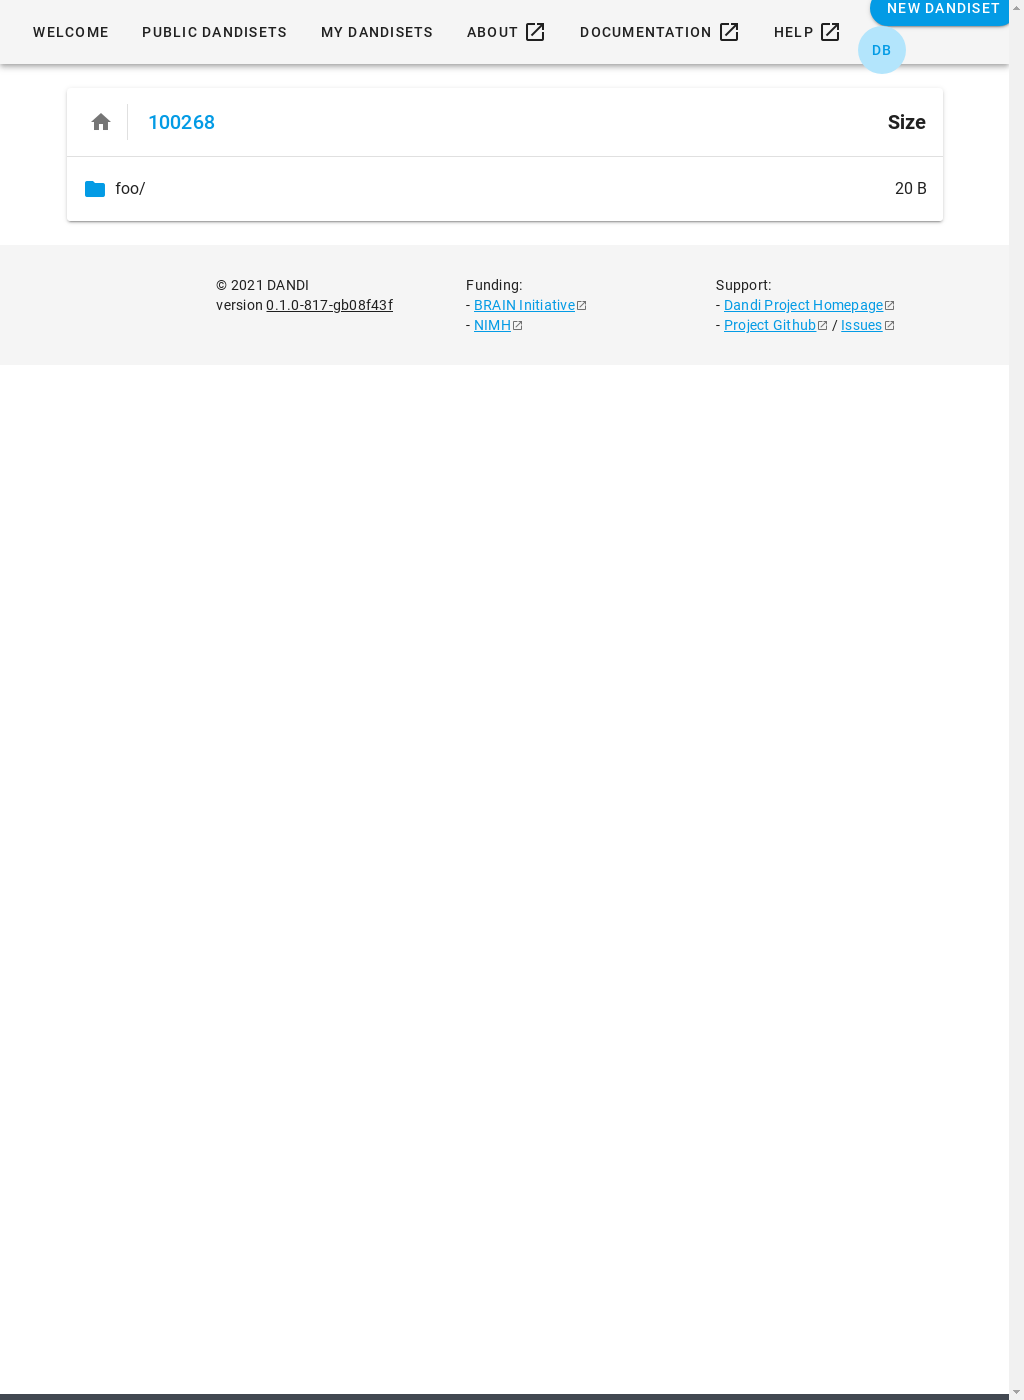 WELCOME PUBLIC DANDISETS MY DANDISETS ABOUT DOCUMENTATION HELP NEW DANDISET
DB
100268 Size
foo/ 20 B
© 2021 DANDI
version 0.1.0-817-gb08f43f
Funding:
- BRAIN Initiative
- NIMH
Support:
- Dandi Project Homepage
- Project Github / Issues